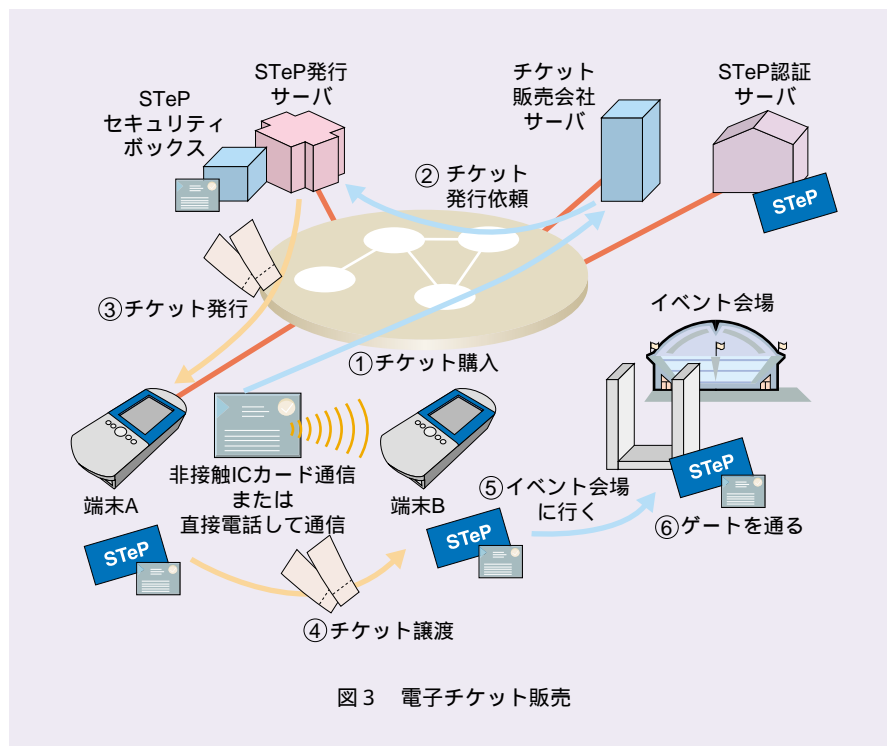 STeP発行
サーバ
STeP
セキュリティ
ボックス
チケット
販売会社
サーバ
STeP認証
サーバ
STeP
② チケット
発行依頼
③チケット発行
①チケット購入
イベント会場
非接触ICカード通信
または
直接電話して通信
端末A
端末B
STeP
STeP
STeP
⑤イベント会場
に行く
⑥ゲートを通る
④チケット譲渡
図3 電子チケット販売